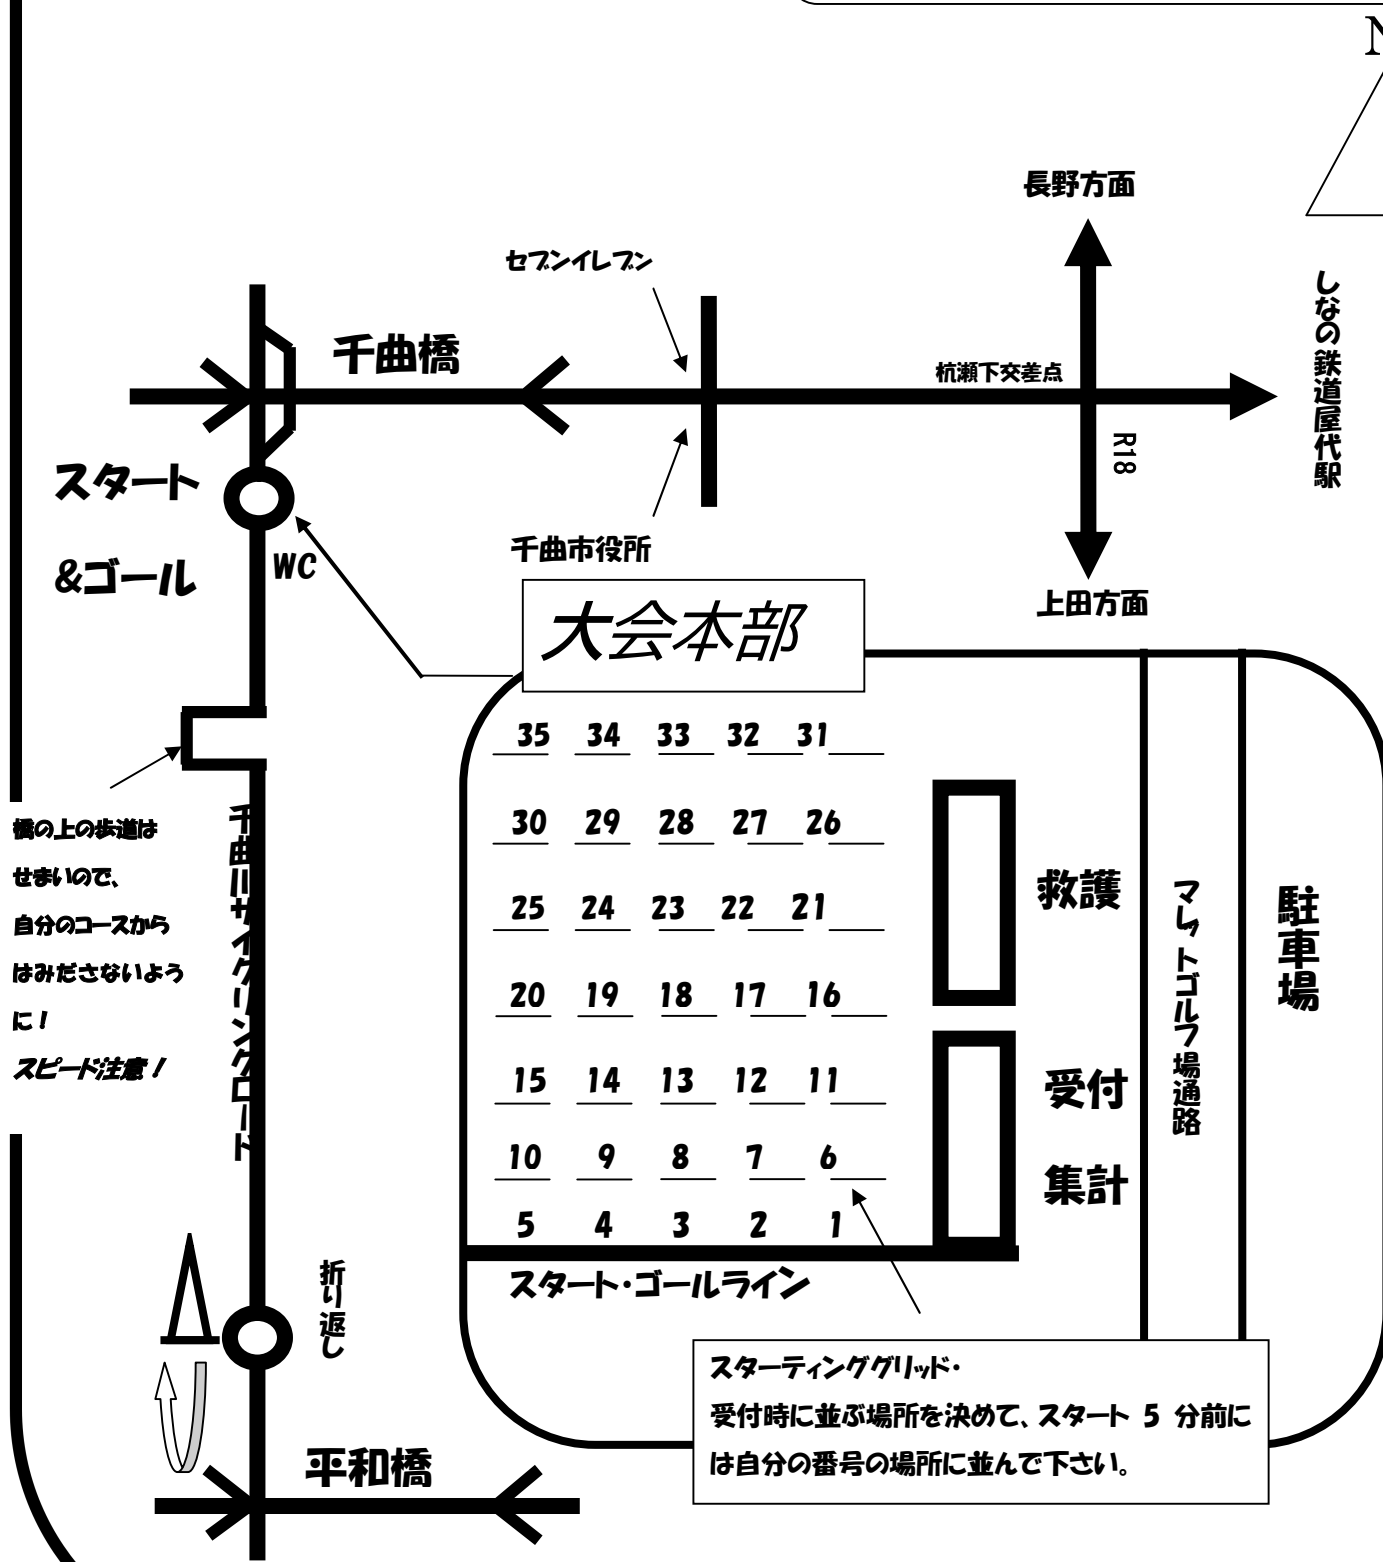 N
長野方面
セブンイレブン
しなの鉄道屋代駅
千曲橋
杭瀬下交差点
R18
スタート
&ゴール
WC
千曲市役所
上田方面
大会本部
35 34 33 32 31
30 29 28 27 26
25 24 23 22 21
20 19 18 17 16
15 14 13 12 11
10 9 8 7 6
5 4 3 2 1
スタート・ゴールライン
救護
受付
集計
マレットゴルフ場通路
駐車場
橋の上の歩道は
せまいので、
自分のコースから
はみださないよう
に！
スピード注意！
千曲川サイクリングロード
折り返し
スターティンググリッド・
受付時に並ぶ場所を決めて、スタート 5 分前に
は自分の番号の場所に並んで下さい。
平和橋